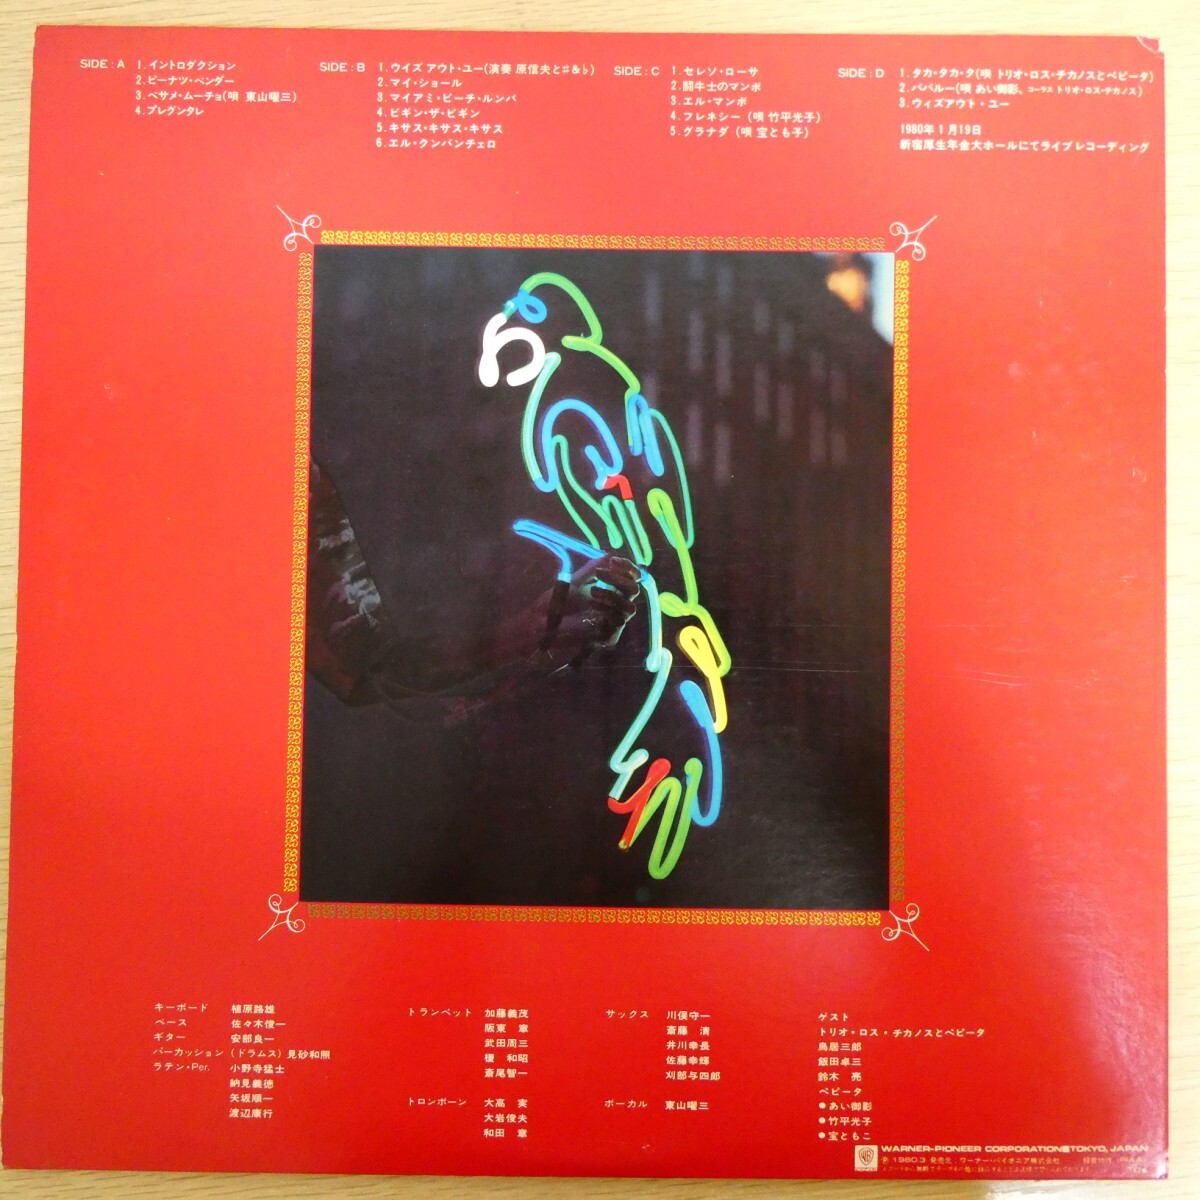 SIDE : A
1. イントロダクション
2. ピーナツ・ベンダー
3. ベサメ・ムーチョ(唄 東山曜三)
4. プレグンタレ
SIDE : B
1. ウイズ アウト・ユー(演奏 原信夫と♯&♭)
2. マイ・ショール
3. マイアミ・ビーチ・ルンバ
4. ビギン・ザ・ビギン
5. キサス・キサス・キサス
6. エル・クンバンチェロ
SIDE : C
1. セレソ・ローサ
2. 闘牛士のマンボ
3. エル・マンボ
4. フレネシー (唄 竹平光子)
5. グラナダ (唄 宝とも子)
SIDE : D
1. タカ・タカ・タ(唄 トリオ・ロス・チカノスとペピータ)
2. ババルー(唄 あい御影、コーラス トリオ・ロス・チカノス)
3. ウィズアウト・ユー
1980年1月19日
新宿厚生年金大ホールにてライブレコーディング
キーボード 植原路雄
ベース 佐々木俊一
ギター 安部良一
パーカッション (ドラムス) 見砂和照
ラテン・Per. 小野寺猛士
納見義徳
矢坂順一
渡辺康行
トランペット 加藤義茂
阪東 章
武田周三
榎 和昭
斎尾智一
トロンボーン 大高 実
大岩俊夫
和田 章
サックス 川俣守一
斎藤 清
井川幸長
佐藤幸輝
刈部与四郎
ボーカル 東山曜三
ゲスト
トリオ・ロス・チカノスとペピータ
鳥居三郎
飯田卓三
鈴木 亮
ペピータ
●あい御影
●竹平光子
●宝ともこ
WARNER-PIONEER CORPORATION TOKYO, JAPAN
Ⓟ1980.3 発売元:ワーナー・パイオニア株式会社